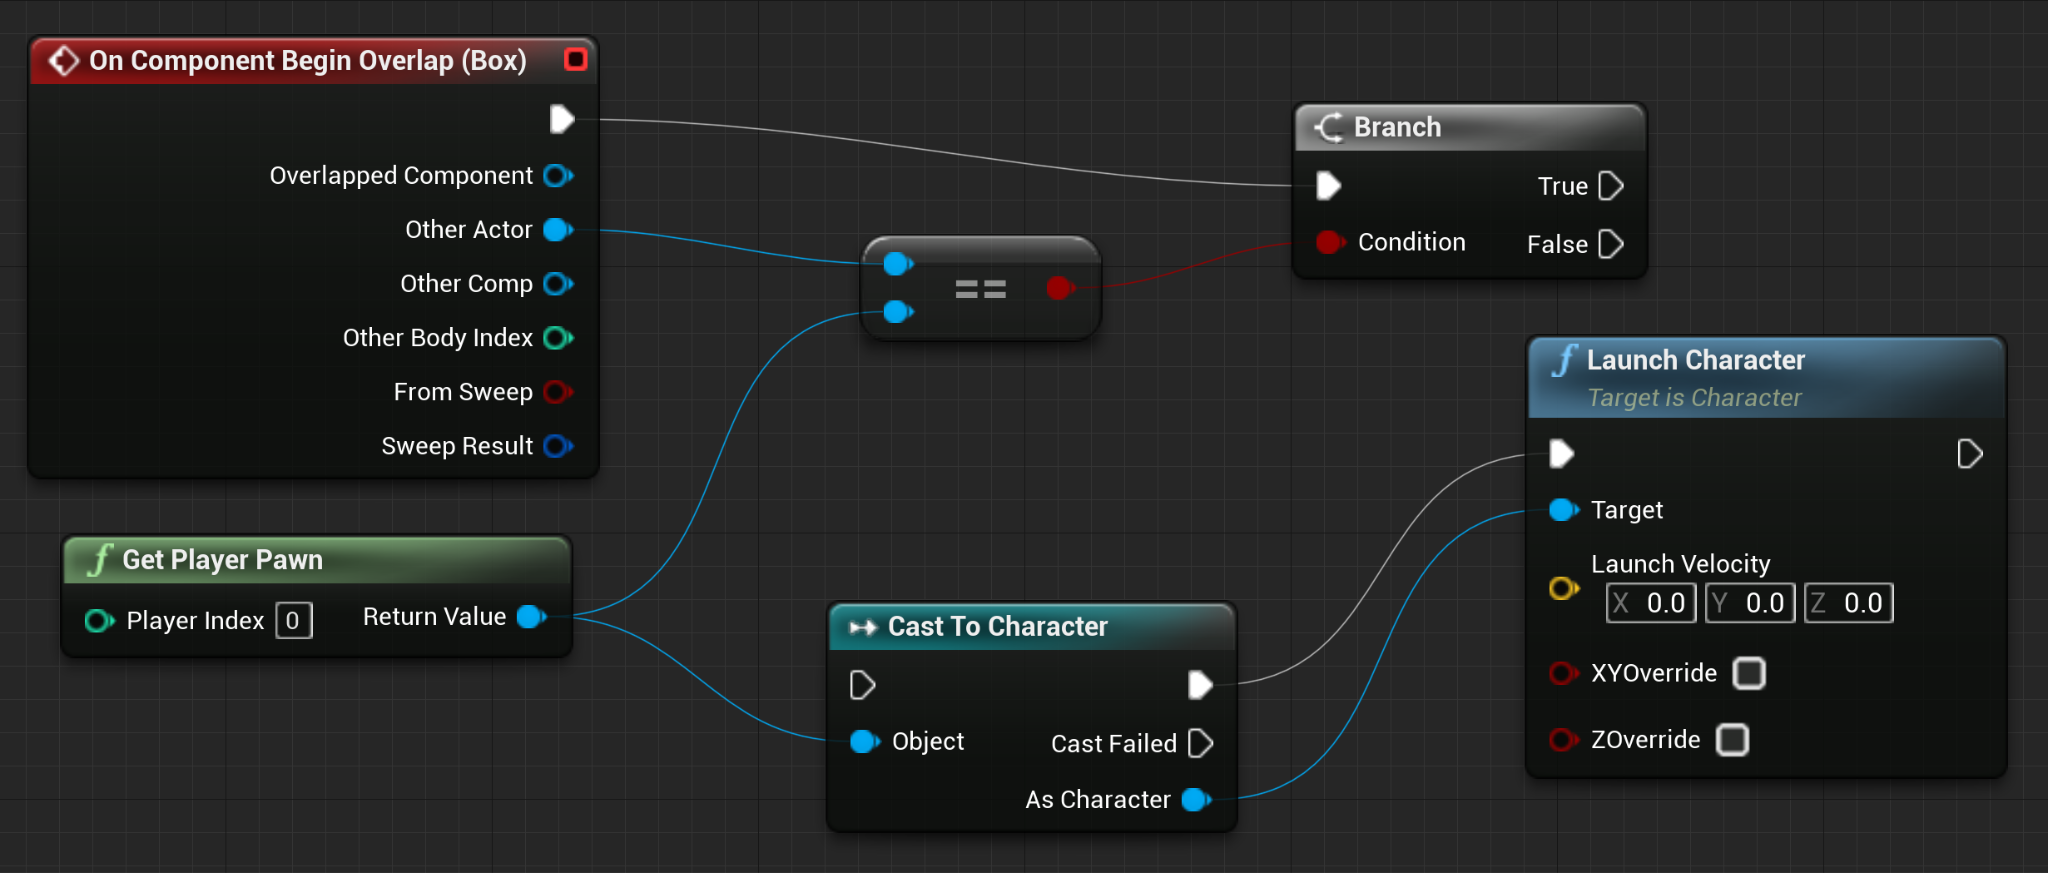 On Component Begin Overlap (Box)
Overlapped Component
Other Actor
Other Comp
Other Body Index
From Sweep
Sweep Result
f Get Player Pawn
Player Index 0 Return Value
==
Branch
True
Condition False
f Launch Character
Target is Character
Target
Launch Velocity
X 0.0 Y 0.0 Z 0.0
XYOverride
ZOverride
Cast To Character
Object Cast Failed
As Character